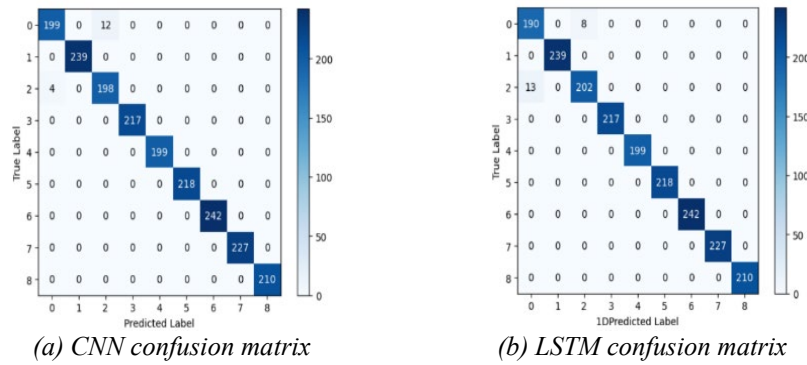 0 199 0 12 0 0 0 0 0 0
1 0 239 0 0 0 0 0 0 0
2 4 0 198 0 0 0 0 0 0
3 0 0 0 217 0 0 0 0 0
4 0 0 0 0 199 0 0 0 0
5 0 0 0 0 0 218 0 0 0
6 0 0 0 0 0 0 242 0 0
7 0 0 0 0 0 0 0 227 0
8 0 0 0 0 0 0 0 0 210
0 1 2 3 4 5 6 7 8
True Label
Predicted Label
200
150
100
50
0
(a) CNN confusion matrix
0 190 0 8 0 0 0 0 0 0
1 0 239 0 0 0 0 0 0 0
2 13 0 202 0 0 0 0 0 0
3 0 0 0 217 0 0 0 0 0
4 0 0 0 0 199 0 0 0 0
5 0 0 0 0 0 218 0 0 0
6 0 0 0 0 0 0 242 0 0
7 0 0 0 0 0 0 0 227 0
8 0 0 0 0 0 0 0 0 210
0 1 2 3 4 5 6 7 8
True Label
1DPredicted Label
200
150
100
50
0
(b) LSTM confusion matrix